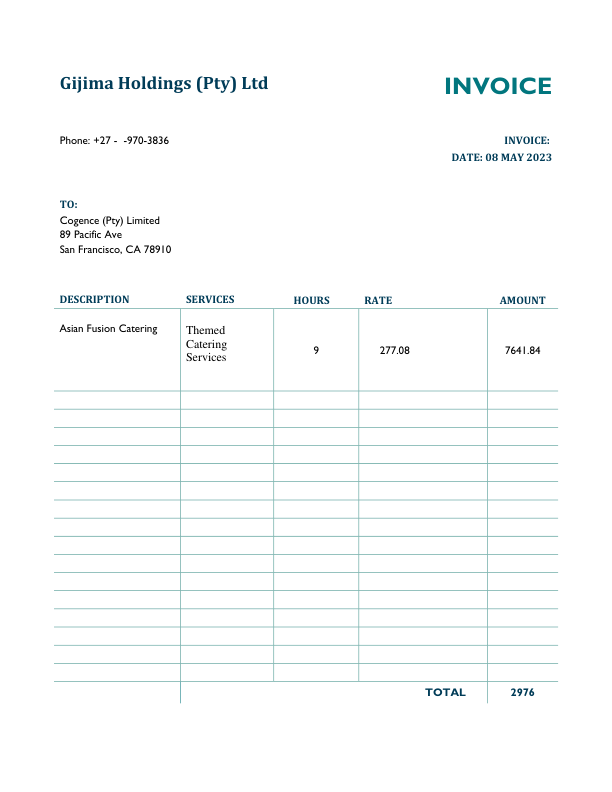 Gijima Holdings (Pty) Ltd INVOICE
Phone: +27 - -970-3836 INVOICE:
DATE: 08 MAY 2023
TO:
Cogence (Pty) Limited
89 Pacific Ave
San Francisco, CA 78910
DESCRIPTION SERVICES HOURS RATE AMOUNT
Asian Fusion Catering Themed
Catering
Services
9 277.08 7641.84
TOTAL 2976